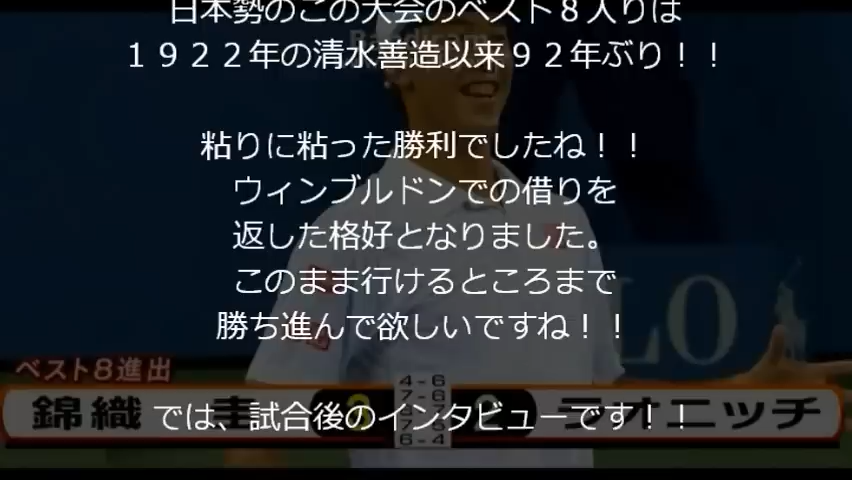 日本勢のこの大会のベスト８入りは
１９２２年の清水善造以来９２年ぶり！！
粘りに粘った勝利でしたね！！
ウィンブルドンでの借りを
返した格好となりました。
このまま行けるところまで
勝ち進んで欲しいですね！！
LO
ベスト8進出
では、試合後のインタビューです！！
錦織 圭 3
4-6
7-6
6-4
ラオニッチ